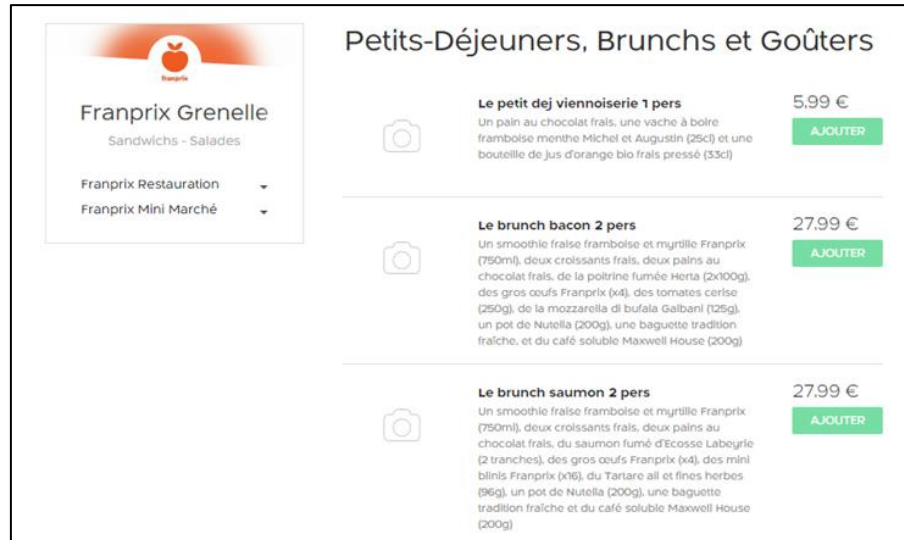 franprix
Franprix Grenelle
Sandwichs - Salades
Franprix Restauration
Franprix Mini Marché
Petits-Déjeuners, Brunchs et Goûters
Le petit dej viennoiserie 1 pers
5,99 €
Un pain au chocolat frais, une vache à boire
framboise menthe Michel et Augustin (25cl) et une
bouteille de jus d'orange bio frais pressé (33cl)
AJOUTER
Le brunch bacon 2 pers
27,99 €
Un smoothie fraise framboise et myrtille Franprix
(750ml), deux croissants frais, deux pains au
chocolat frais, de la poitrine fumée Herta (2x100g),
des gros œufs Franprix (x4), des tomates cerise
(250g), de la mozzarella di bufala Galbani (125g),
un pot de Nutella (200g), une baguette tradition
fraîche, et du café soluble Maxwell House (200g)
AJOUTER
Le brunch saumon 2 pers
27,99 €
Un smoothie fraise framboise et myrtille Franprix
(750ml), deux croissants frais, deux pains au
chocolat frais, du saumon fumé d'Ecosse Labeyrie
(2 tranches), des gros œufs Franprix (x4), des mini
blinis Franprix (x16), du Tartare ail et fines herbes
(96g), un pot de Nutella (200g), une baguette
tradition fraîche et du café soluble Maxwell House
(200g)
AJOUTER